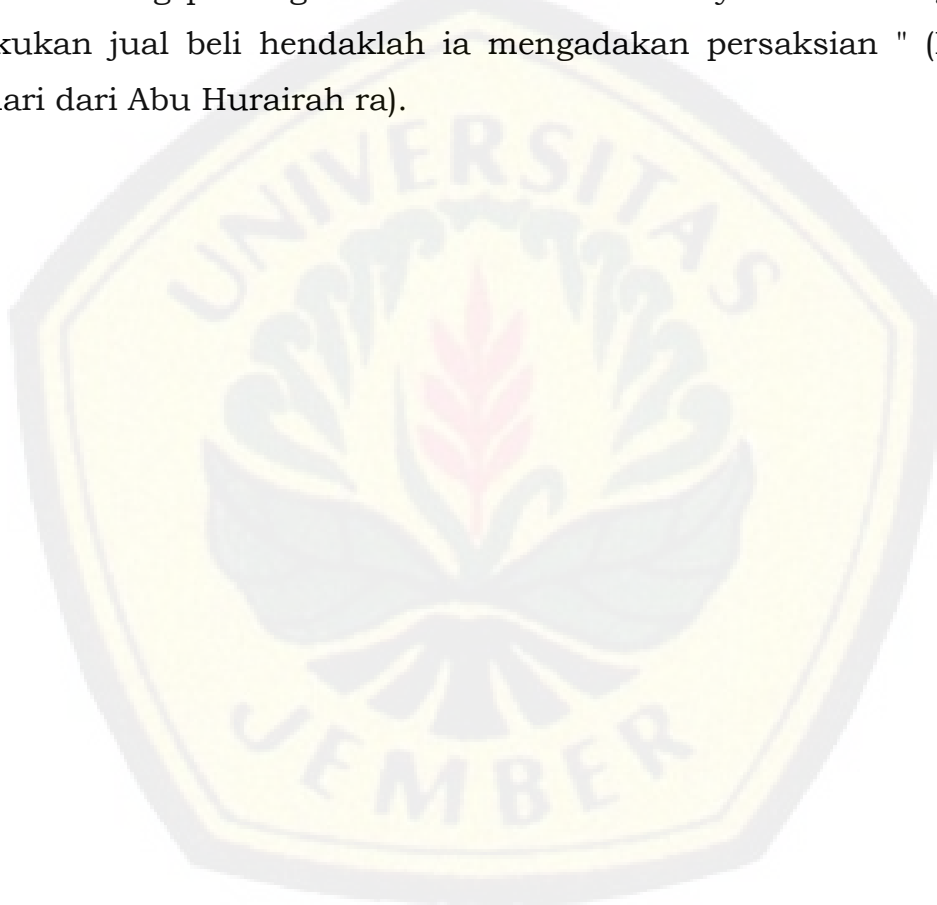 kukan jual beli hendaklah ia mengadakan persaksian " (
ari dari Abu Hurairah ra).
UNIVERSITAS
JEMBER